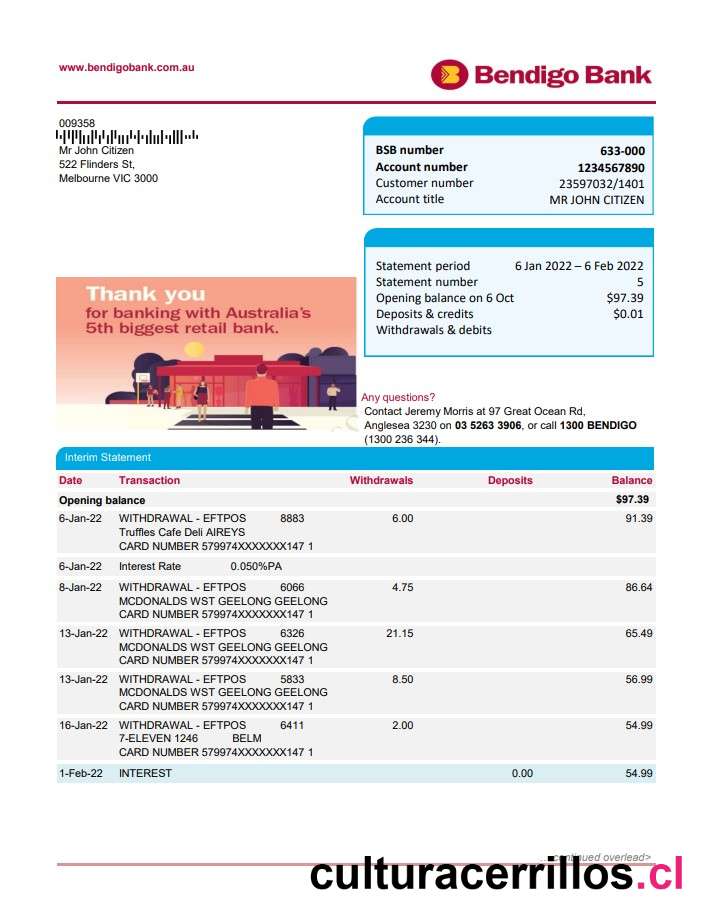 www.bendigobank.com.au
Bendigo Bank
009358
Mr John Citizen
522 Flinders St,
Melbourne VIC 3000
BSB number 633-000
Account number 1234567890
Customer number 23597032/1401
Account title MR JOHN CITIZEN
Statement period 6 Jan 2022 – 6 Feb 2022
Statement number 5
Opening balance on 6 Oct $97.39
Deposits & credits $0.01
Withdrawals & debits
Thank you
for banking with Australia's
5th biggest retail bank.
Any questions?
Contact Jeremy Morris at 97 Great Ocean Rd,
Anglesea 3230 on 03 5263 3906, or call 1300 BENDIGO
(1300 236 344).
Interim Statement
Date Transaction Withdrawals Deposits Balance
Opening balance $97.39
6-Jan-22 WITHDRAWAL - EFTPOS 8883 6.00 91.39
Truffles Cafe Deli AIREYS
CARD NUMBER 579974XXXXXXX147 1
6-Jan-22 Interest Rate 0.050%PA
8-Jan-22 WITHDRAWAL - EFTPOS 6066 4.75 86.64
MCDONALDS WST GEELONG GEELONG
CARD NUMBER 579974XXXXXXX147 1
13-Jan-22 WITHDRAWAL - EFTPOS 6326 21.15 65.49
MCDONALDS WST GEELONG GEELONG
CARD NUMBER 579974XXXXXXX147 1
13-Jan-22 WITHDRAWAL - EFTPOS 5833 8.50 56.99
MCDONALDS WST GEELONG GEELONG
CARD NUMBER 579974XXXXXXX147 1
16-Jan-22 WITHDRAWAL - EFTPOS 6411 2.00 54.99
7-ELEVEN 1246 BELM
CARD NUMBER 579974XXXXXXX147 1
1-Feb-22 INTEREST 0.00 54.99
...continued overlead>
culturacerrillos.cl